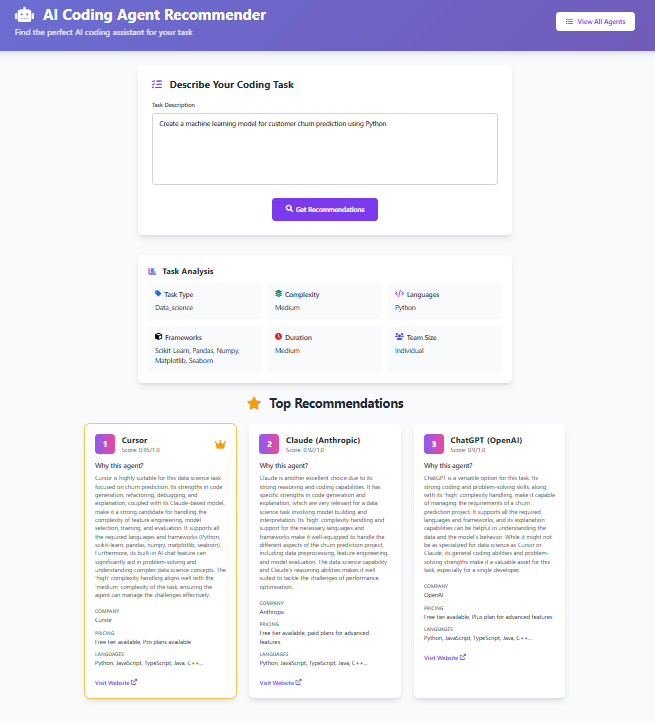 AI Coding Agent Recommender
Find the perfect AI coding assistant for your task
View All Agents
Describe Your Coding Task
Task Description
Create a machine learning model for customer churn prediction using Python
Get Recommendations
Task Analysis
Task Type
Data_science
Complexity
Medium
Languages
Python
Frameworks
Scikit-Learn, Pandas, Numpy,
Matplotlib, Seaborn
Duration
Medium
Team Size
Individual
Top Recommendations
1
Cursor
Score: 0.95/1.0
Why this agent?
Cursor is highly suitable for this data science task
focused on churn prediction. Its strengths in code
generation, refactoring, debugging, and
explanation, coupled with its Claude-based model,
make it a strong candidate for handling the
complexity of feature engineering, model
selection, training, and evaluation. It supports all
the required languages and frameworks (Python,
scikit-learn, pandas, numpy, matplotlib, seaborn).
Furthermore, its built-in AI chat feature can
significantly aid in problem-solving and
understanding complex data science concepts. The
'high' complexity handling aligns well with the
'medium' complexity of the task, ensuring the
agent can manage the challenges effectively.
COMPANY
Cursor
PRICING
Free tier available, Pro plans available
LANGUAGES
Python, JavaScript, TypeScript, Java, C++...
Visit Website
2
Claude (Anthropic)
Score: 0.92/1.0
Why this agent?
Claude is another excellent choice due to its
strong reasoning and coding capabilities. It has
specific strengths in code generation and
explanation, which are very relevant for a data
science task involving model building and
interpretation. Its 'high' complexity handling and
support for the necessary languages and
frameworks make it well-equipped to handle the
different aspects of the churn prediction project,
including data preprocessing, feature engineering,
and model evaluation. The data science capability
and Claude's reasoning abilities makes it well
suited to tackle the challenges of performance
optimisation.
COMPANY
Anthropic
PRICING
Free tier available, paid plans for advanced
features
LANGUAGES
Python, JavaScript, TypeScript, Java, C++...
Visit Website
3
ChatGPT (OpenAI)
Score: 0.9/1.0
Why this agent?
ChatGPT is a versatile option for this task. Its
strong coding and problem-solving skills, along
with its 'high' complexity handling, make it capable
of managing the requirements of a churn
prediction project. It supports all the required
languages and frameworks, and its explanation
capabilities can be helpful in understanding the
data and the model's behavior. While it might not
be as specialized for data science as Cursor or
Claude, its general coding abilities and problem-
solving strengths make it a valuable asset for this
task, especially for a single developer.
COMPANY
OpenAI
PRICING
Free tier available, Plus plan for advanced features
LANGUAGES
Python, JavaScript, TypeScript, Java, C++...
Visit Website